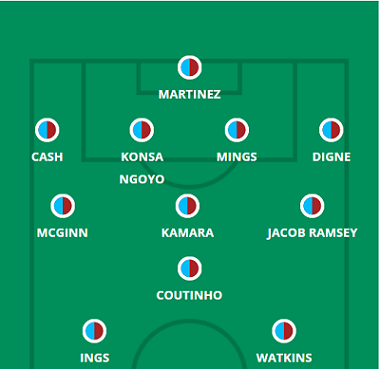 MARTINEZ
CASH KONSA MINGS DIGNE
NGOYO
MCGINN KAMARA JACOB RAMSEY
COUTINHO
INGS WATKINS